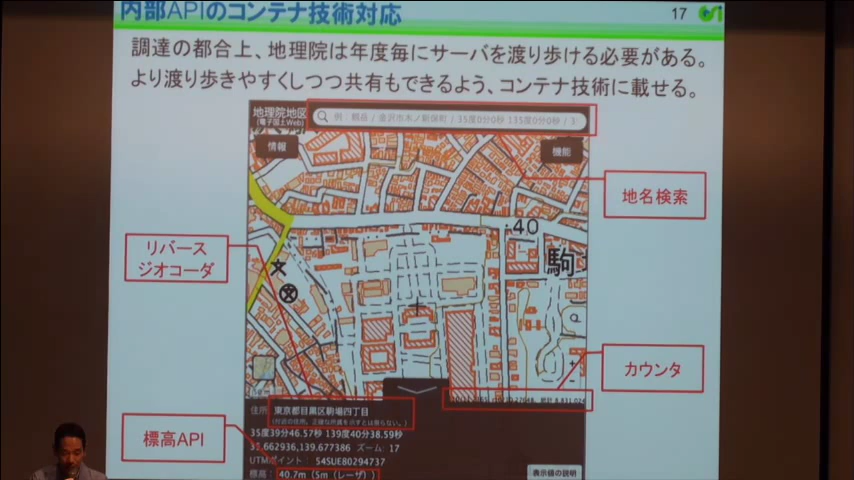 内部APIのコンテナ技術対応
17
調達の都合上、地理院は年度毎にサーバを渡り歩ける必要がある。
より渡り歩きやすくしつつ共有もできるよう、コンテナ技術に載せる。
地理院地図
(電子国土Web)
情報
機能
地名検索
40
駒
リバース
ジオコーダ
カウンタ
住所
東京都目黒区駒場四丁目
35度39分46.57秒 139度40分38.59秒
35.662936,139.677386 ズーム: 17
標高API
UTMポイント: 54SUE80294737
標高: 40.7m (5m (レーザ))
表示値の説明